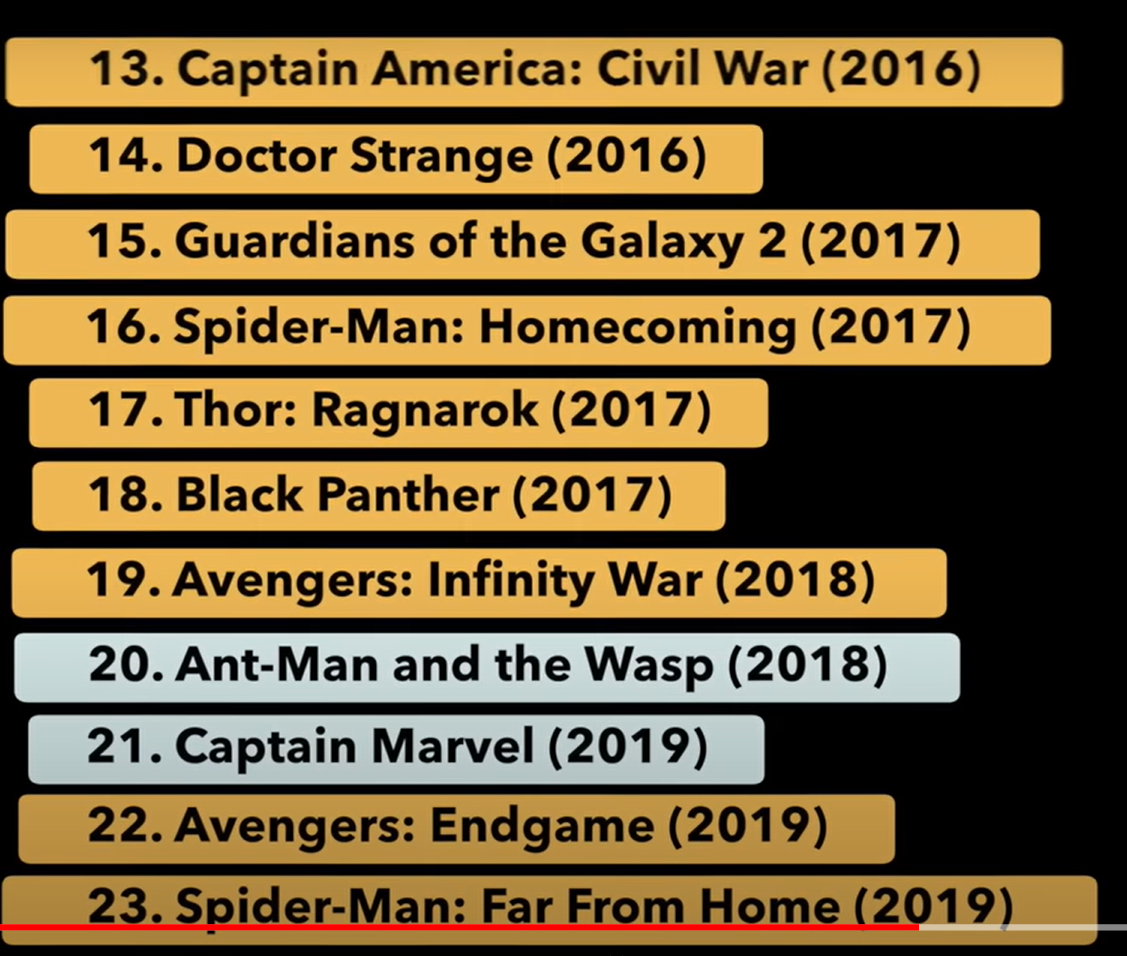 13. Captain America: Civil War (2016)
14. Doctor Strange (2016)
15. Guardians of the Galaxy 2 (2017)
16. Spider-Man: Homecoming (2017)
17. Thor: Ragnarok (2017)
18. Black Panther (2017)
19. Avengers: Infinity War (2018)
20. Ant-Man and the Wasp (2018)
21. Captain Marvel (2019)
22. Avengers: Endgame (2019)
23. Spider-Man: Far From Home (2019)